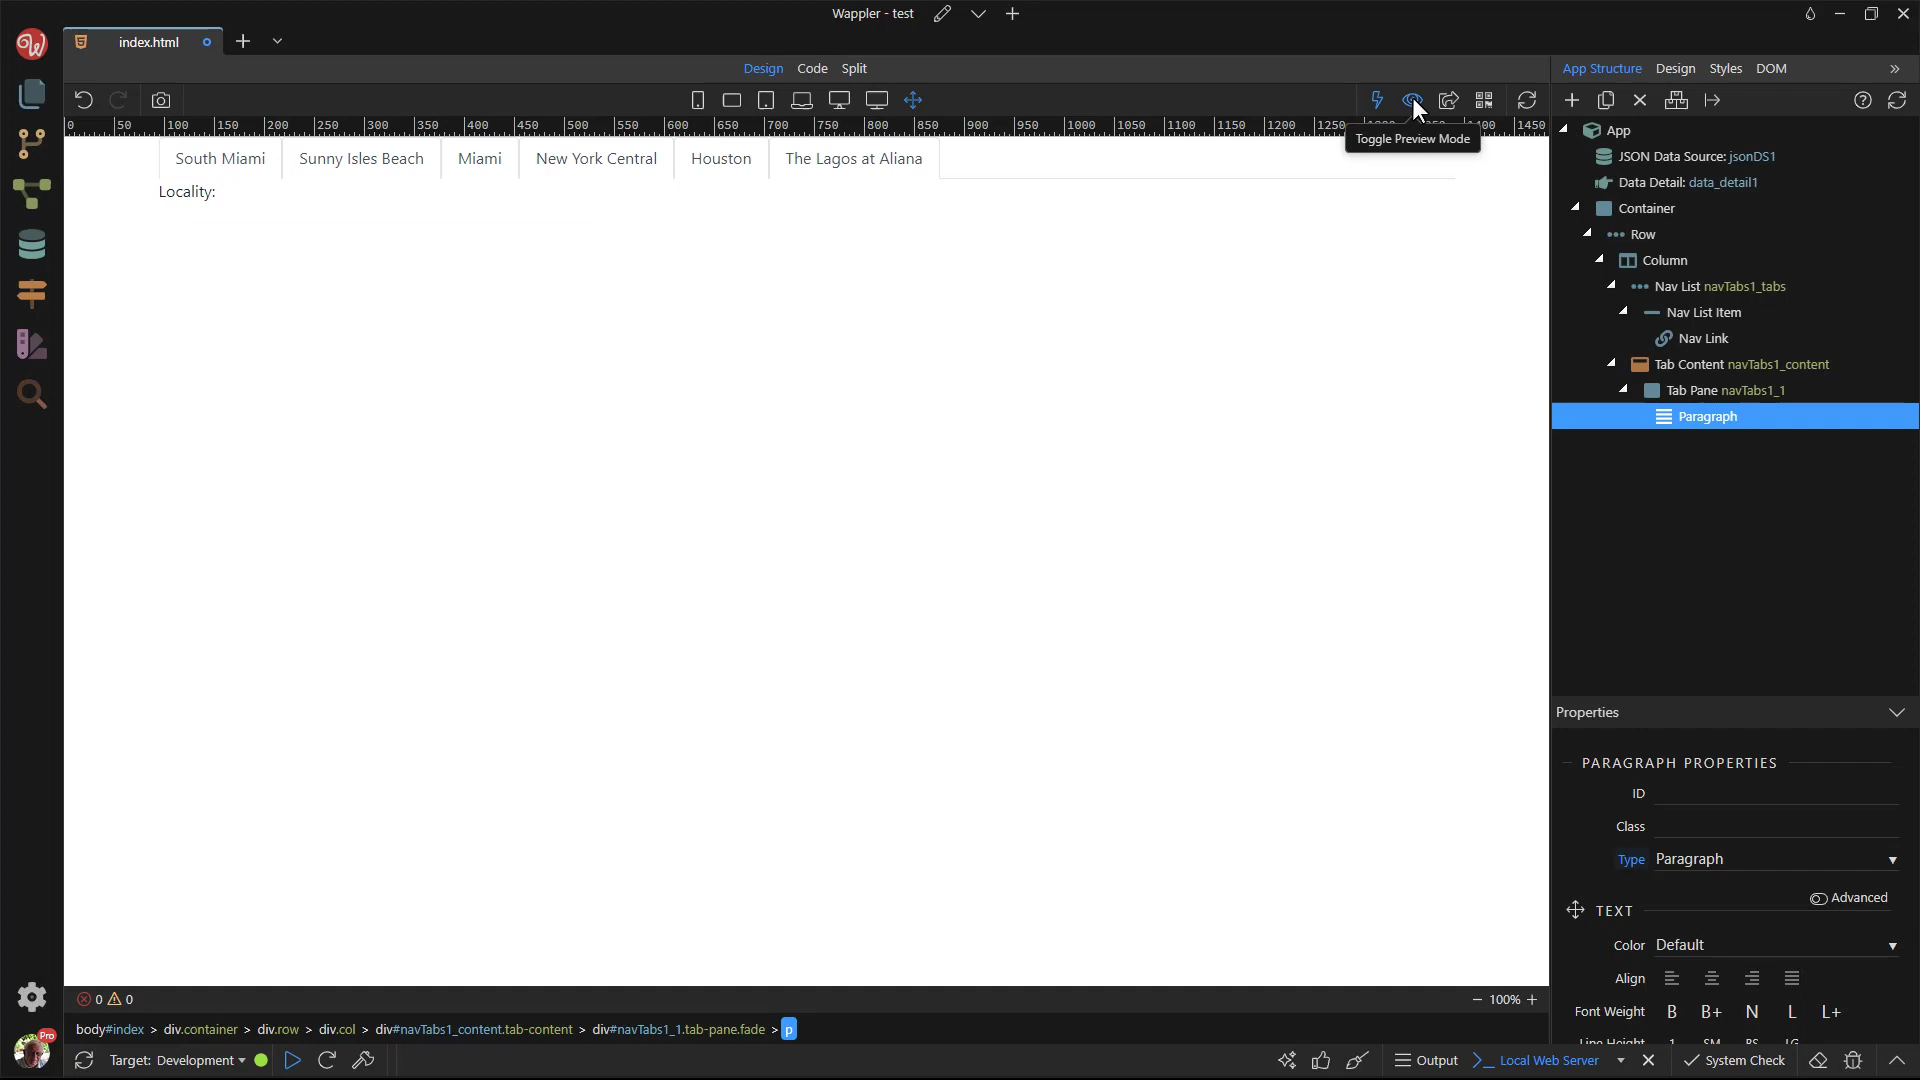 Wappler - test
index.html
Design Code Split
App Structure Design Styles DOM
0 50 100 150 200 250 300 350 400 450 500 550 600 650 700 750 800 850 900 950 1000 1050 1100 1150 1200 1250 1450
Toggle Preview Mode
South Miami Sunny Isles Beach Miami New York Central Houston The Lagos at Aliana
Locality:
App
JSON Data Source: jsonDS1
Data Detail: data_detail1
Container
Row
Column
Nav List navTabs1_tabs
Nav List Item
Nav Link
Tab Content navTabs1_content
Tab Pane navTabs1_1
Paragraph
Properties
PARAGRAPH PROPERTIES
ID
Class
Type Paragraph
Advanced
TEXT
Color Default
Align
Font Weight B B+ N L L+
Line Height 1 SM BS LG
0 0
100%
body#index > div.container > div.row > div.col > div#navTabs1_content.tab-content > div#navTabs1_1.tab-pane.fade > p
Pro
Target: Development
Output
Local Web Server
System Check